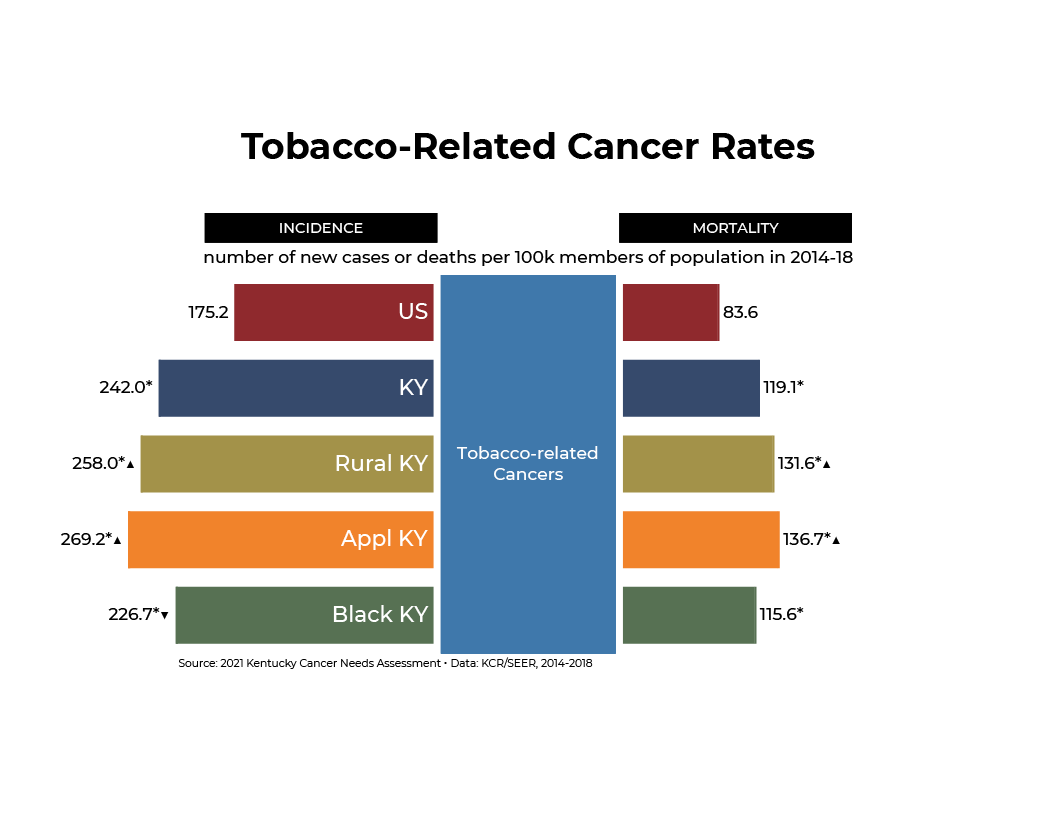 Tobacco-Related Cancer Rates
INCIDENCE
MORTALITY
number of new cases or deaths per 100k members of population in 2014-18
175.2
US
83.6
242.0*
KY
119.1*
258.0*▲
Rural KY
131.6*▲
Tobacco-related
Cancers
269.2*▲
Appl KY
136.7*▲
226.7*▼
Black KY
115.6*
Source: 2021 Kentucky Cancer Needs Assessment • Data: KCR/SEER, 2014-2018